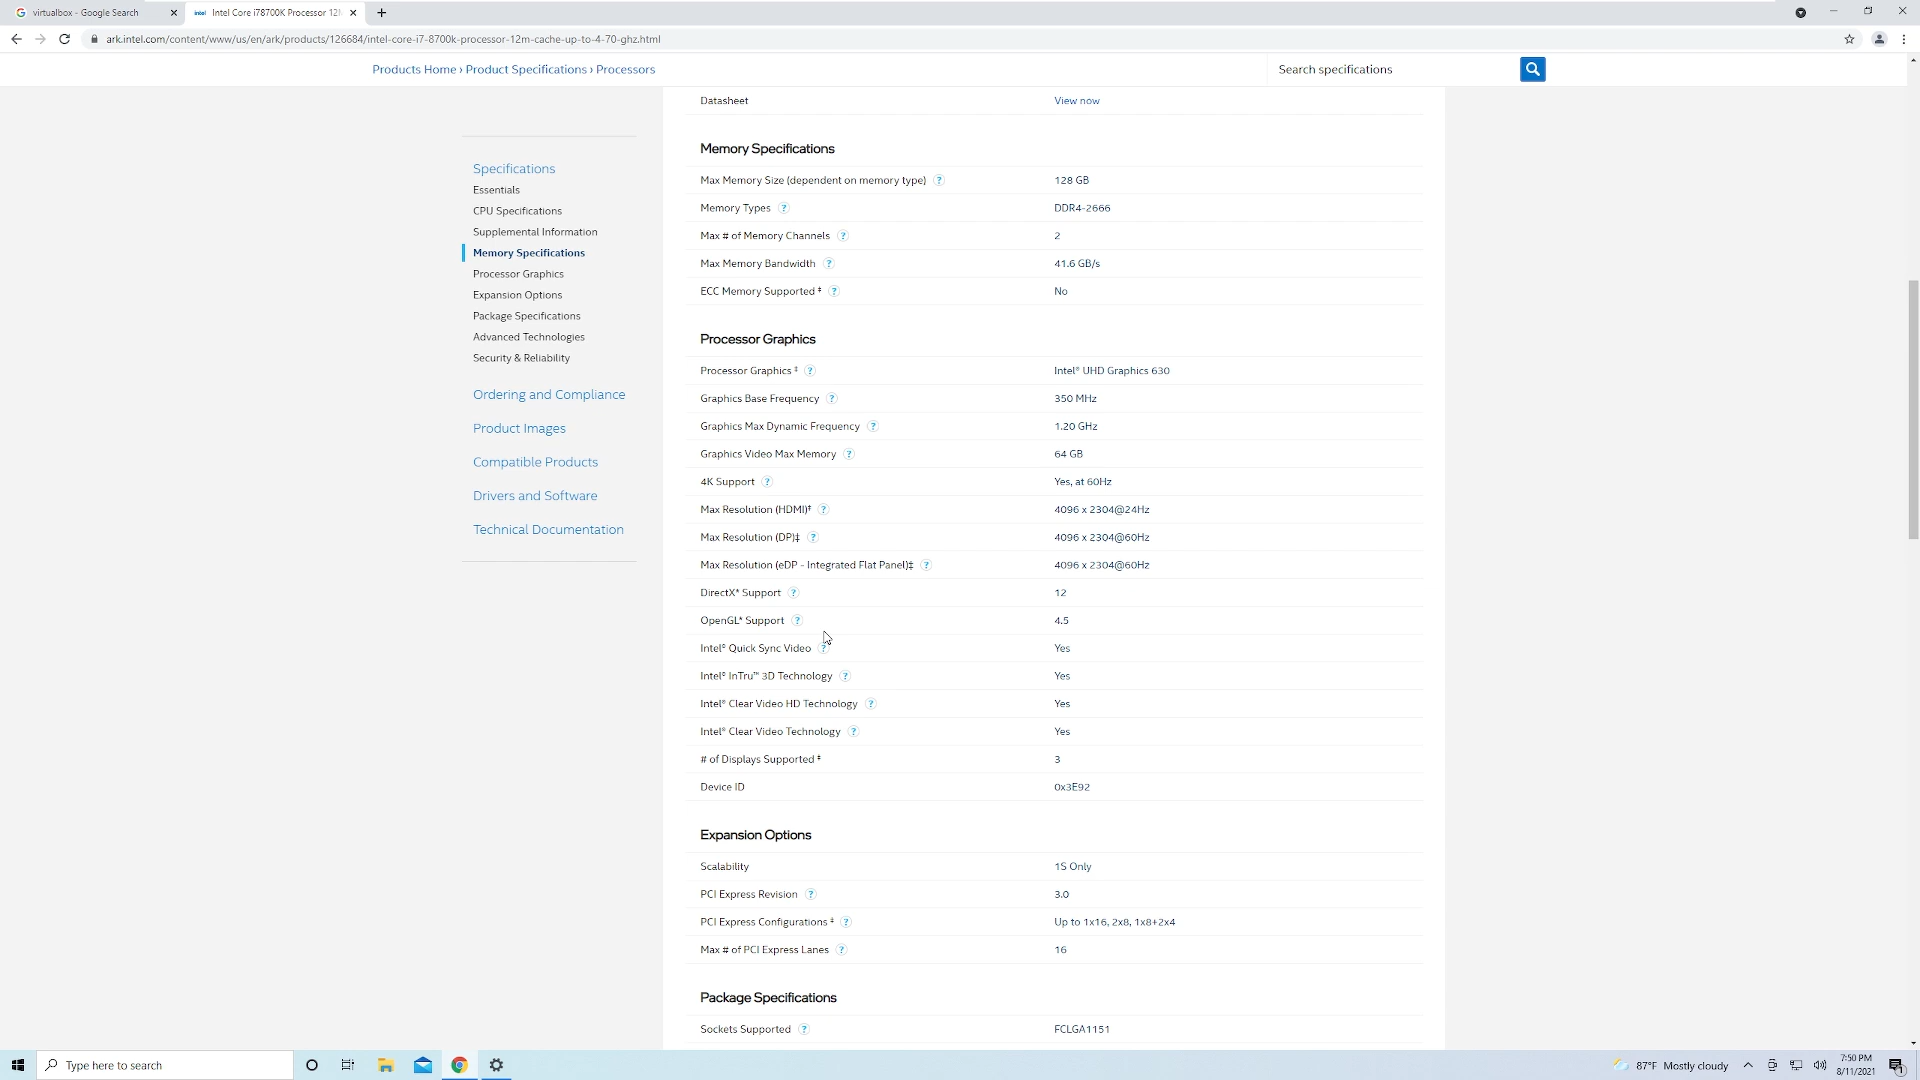 virtualbox - Google Search
intel Intel Core i78700K Processor 12M
ark.intel.com/content/www/us/en/ark/products/126684/intel-core-i7-8700k-processor-12m-cache-up-to-4-70-ghz.html
Products Home › Product Specifications › Processors
Search specifications
Specifications
Essentials
CPU Specifications
Supplemental Information
Memory Specifications
Processor Graphics
Expansion Options
Package Specifications
Advanced Technologies
Security & Reliability
Ordering and Compliance
Product Images
Compatible Products
Drivers and Software
Technical Documentation
Datasheet View now
Memory Specifications
Max Memory Size (dependent on memory type) ? 128 GB
Memory Types ? DDR4-2666
Max # of Memory Channels ? 2
Max Memory Bandwidth ? 41.6 GB/s
ECC Memory Supported ‡ ? No
Processor Graphics
Processor Graphics ‡ ? Intel® UHD Graphics 630
Graphics Base Frequency ? 350 MHz
Graphics Max Dynamic Frequency ? 1.20 GHz
Graphics Video Max Memory ? 64 GB
4K Support ? Yes, at 60Hz
Max Resolution (HDMI)‡ ? 4096 x 2304@24Hz
Max Resolution (DP)‡ ? 4096 x 2304@60Hz
Max Resolution (eDP - Integrated Flat Panel)‡ ? 4096 x 2304@60Hz
DirectX* Support ? 12
OpenGL* Support ? 4.5
Intel® Quick Sync Video ? Yes
Intel® InTru™ 3D Technology ? Yes
Intel® Clear Video HD Technology ? Yes
Intel® Clear Video Technology ? Yes
# of Displays Supported ‡ 3
Device ID 0x3E92
Expansion Options
Scalability 1S Only
PCI Express Revision ? 3.0
PCI Express Configurations ‡ ? Up to 1x16, 2x8, 1x8+2x4
Max # of PCI Express Lanes ? 16
Package Specifications
Sockets Supported ? FCLGA1151
Type here to search
87°F Mostly cloudy
7:50 PM
8/11/2021
1